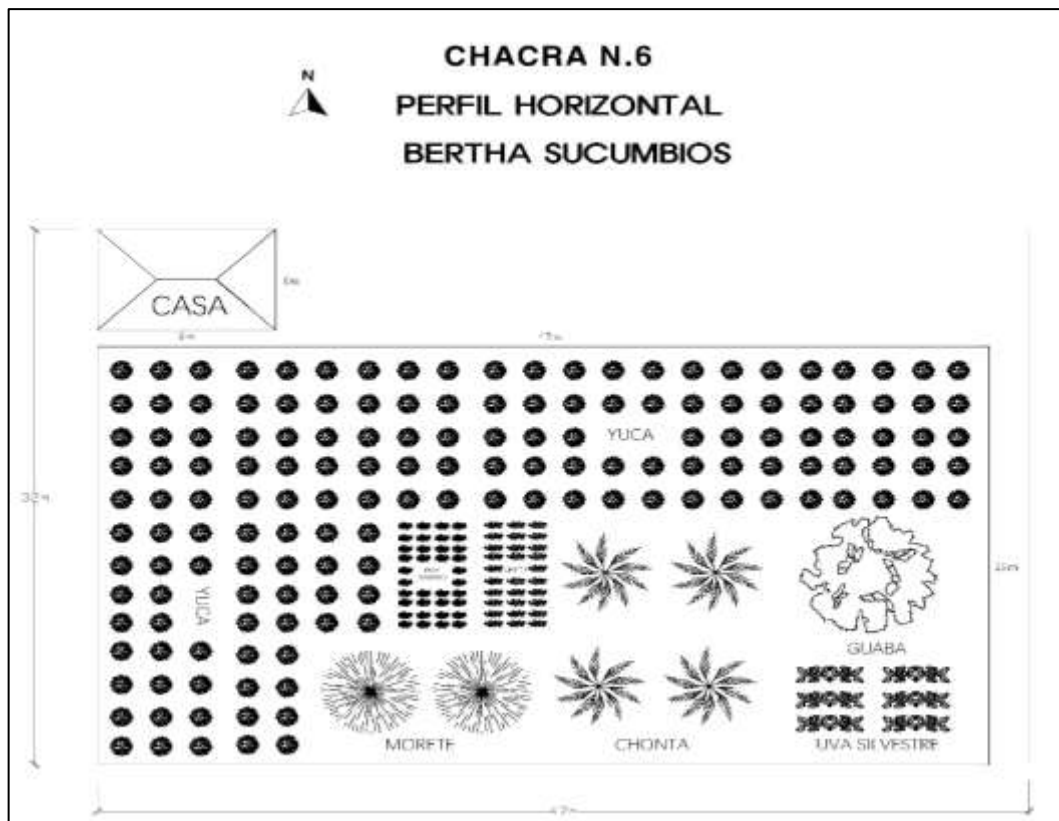 CHACRA N.6
N
PERFIL HORIZONTAL
BERTHA SUCUMBIOS
CASA
YUCA
YUCA
GUABA
MORETE
CHONTA
UVA SILVESTRE